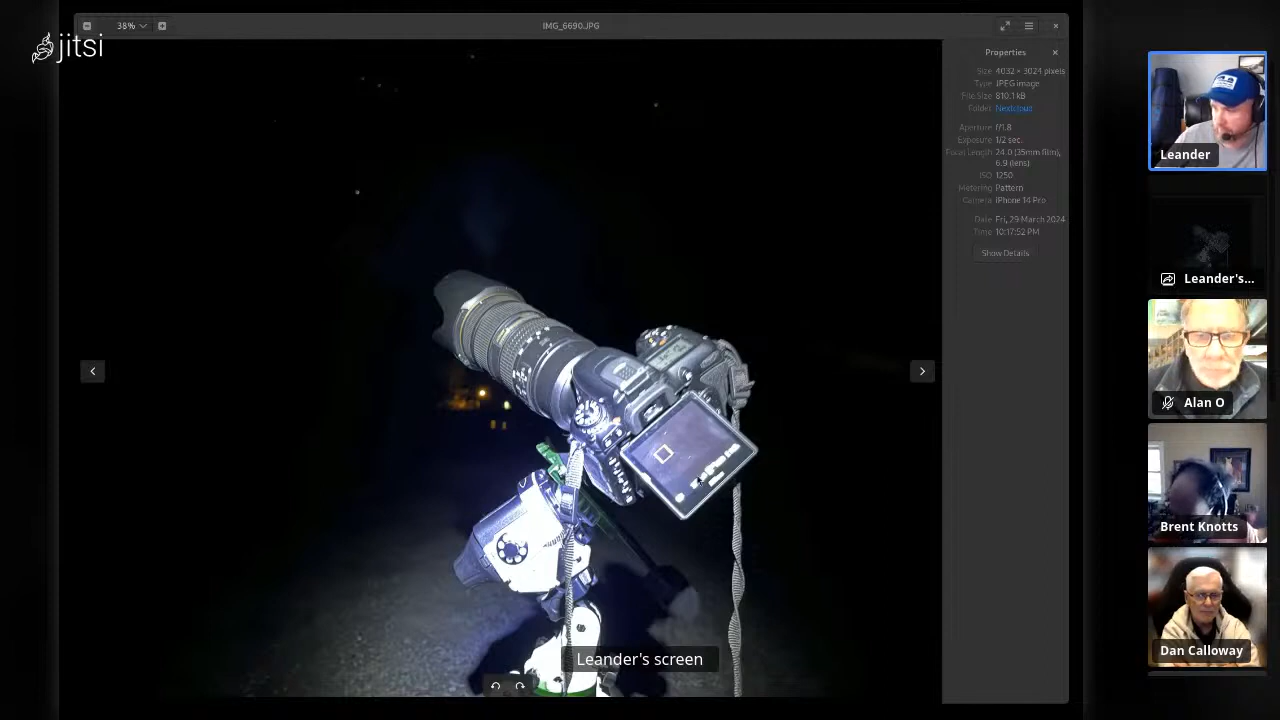 38%
IMG_6690.JPG
jitsi
Properties
Size 4032 × 3024 pixels
Type JPEG image
File Size 810.1 kB
Folder Nextcloud
Aperture f/1.8
Exposure 1/2 sec.
Focal Length 24.0 (35mm film),
6.9 (lens)
ISO 1250
Metering Pattern
Camera iPhone 14 Pro
Date Fri, 29 March 2024
Time 10:17:52 PM
Show Details
Leander's screen
Leander
Leander's...
Alan O
Brent Knotts
Dan Calloway